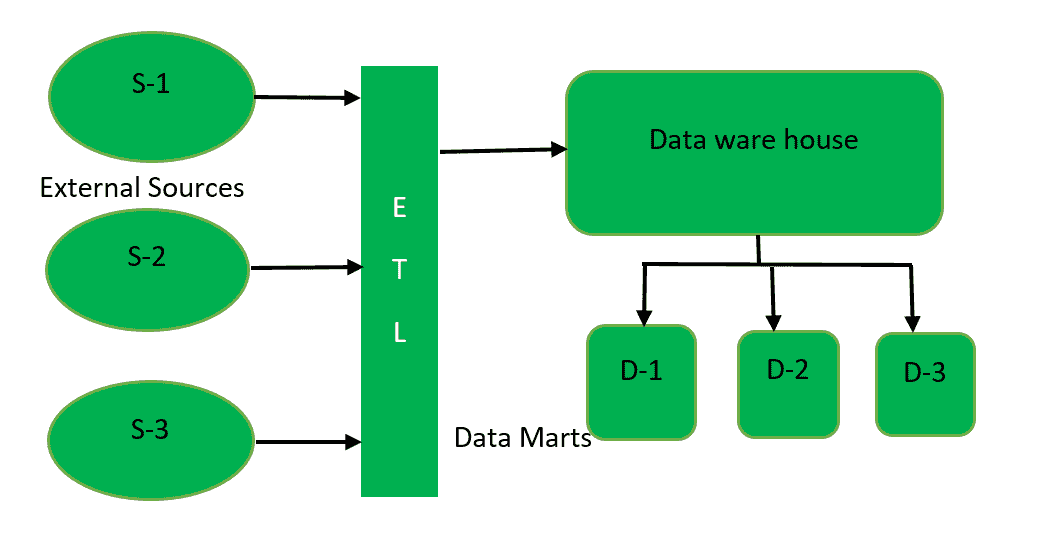 S-1
External Sources
S-2
S-3
E
T
L
Data ware house
D-1
D-2
D-3
Data Marts